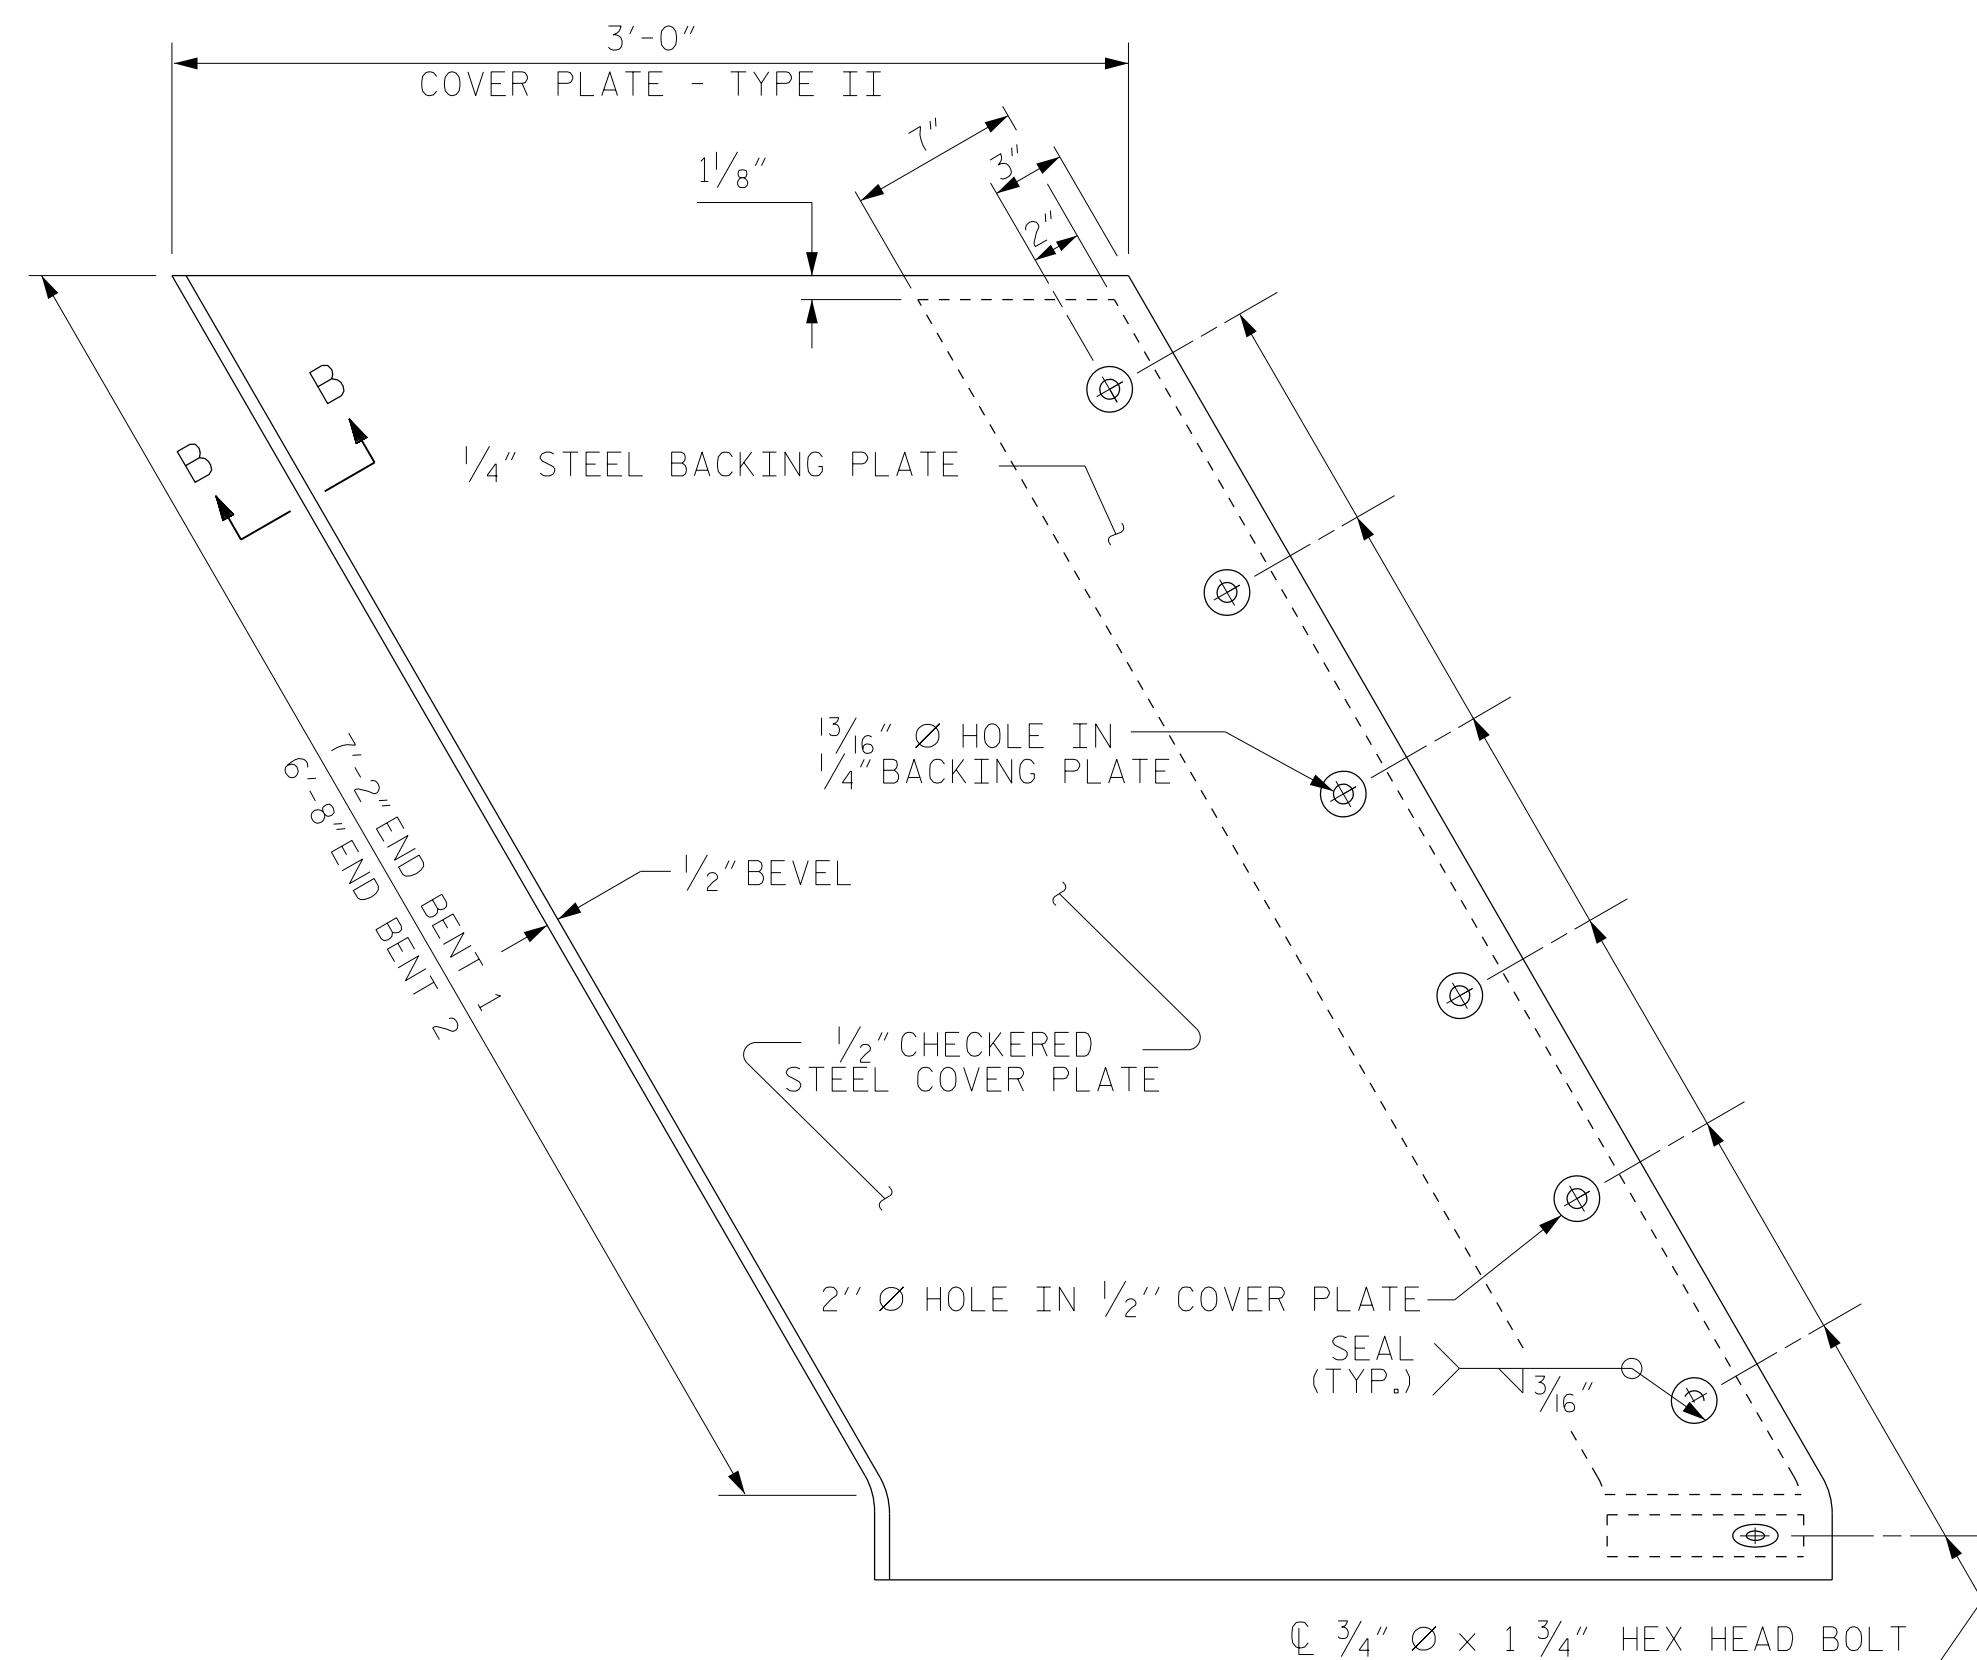 3'-0"
COVER PLATE - TYPE II
7"
3"
2"
1 1/8"
B
B
1/4" STEEL BACKING PLATE
13/16" Ø HOLE IN
1/4" BACKING PLATE
7'-2" END BENT 1
6'-8" END BENT 2
1/2" BEVEL
1/2" CHECKERED
STEEL COVER PLATE
2'' Ø HOLE IN 1/2'' COVER PLATE
SEAL
(TYP.)
3/16"
℄ 3/4" Ø x 1 3/4" HEX HEAD BOLT